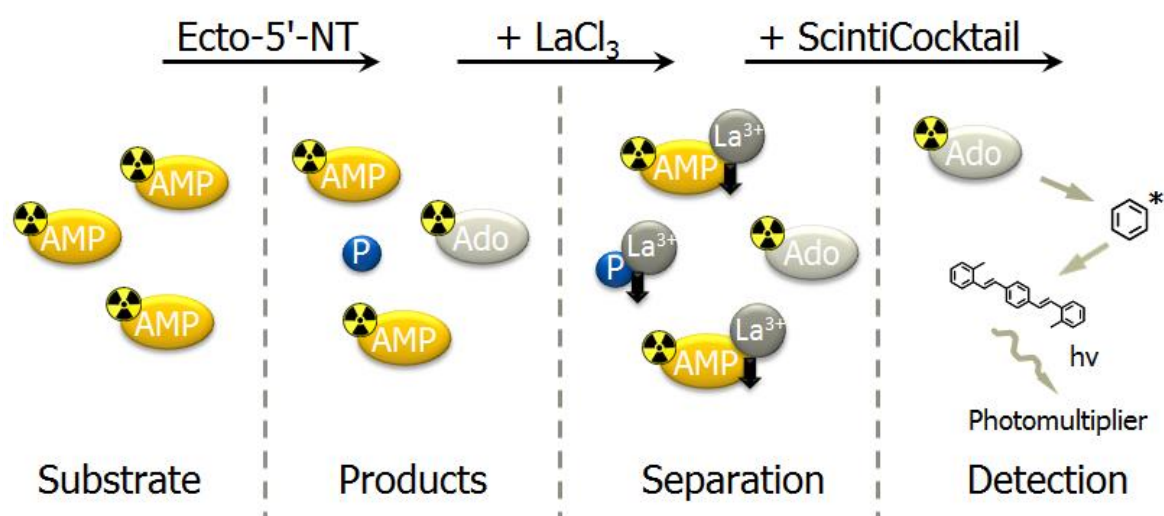 Ecto-5'-NT
+ LaCl₃
+ ScintiCocktail
AMP
AMP
AMP
AMP
P
Ado
AMP
La³⁺
AMP
La³⁺
P
Ado
La³⁺
AMP
Ado
*
hν
Photomultiplier
Substrate
Products
Separation
Detection